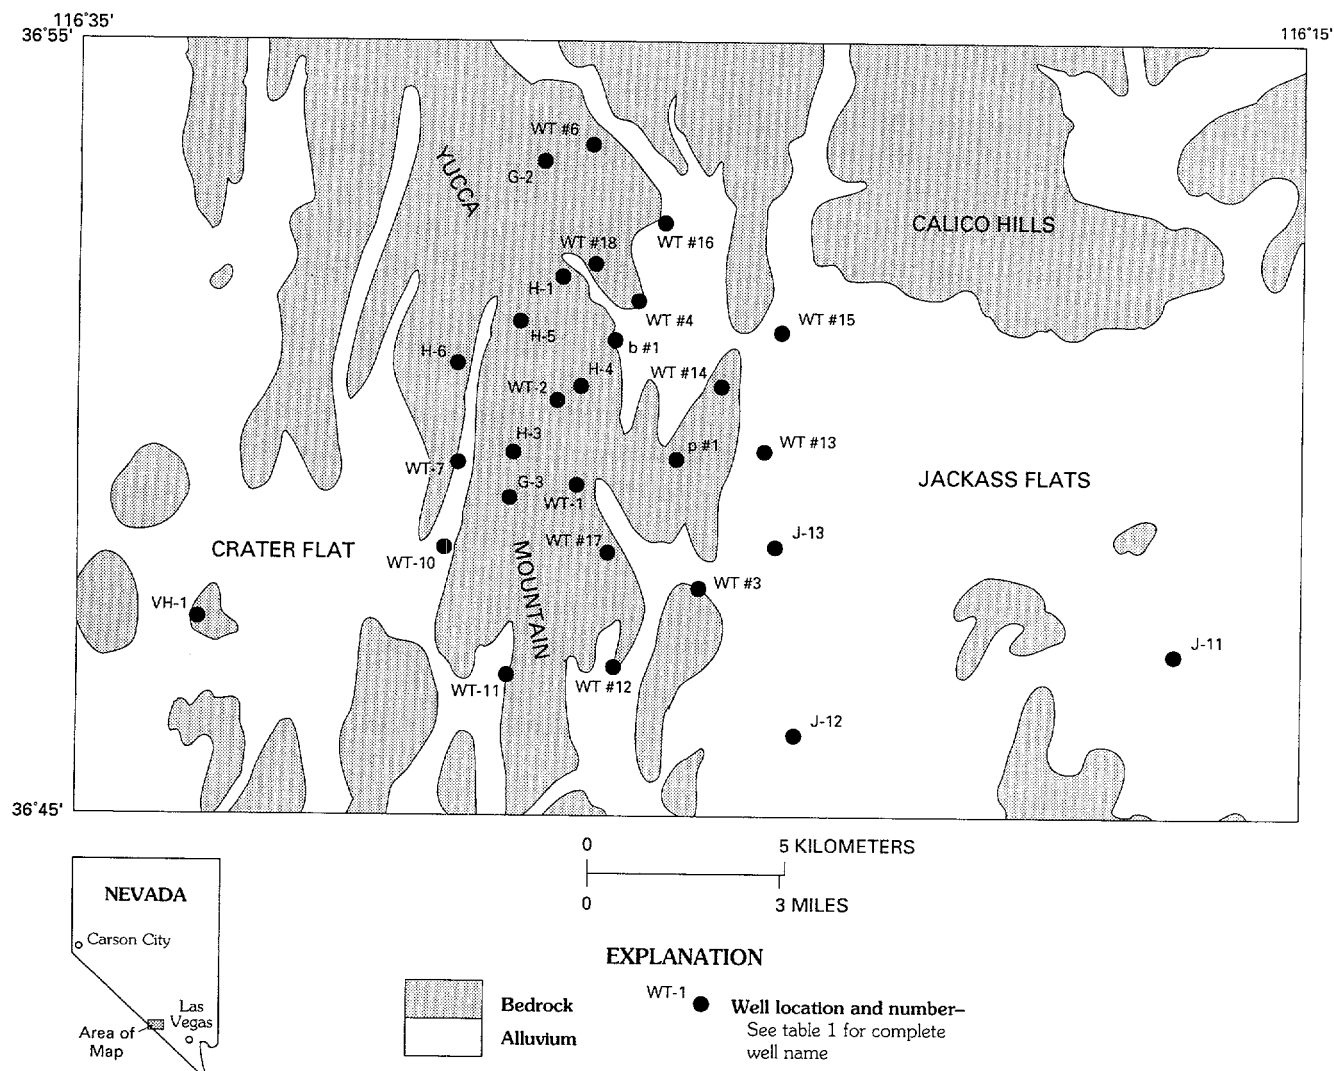 116°35'
36°55'
116°15'
WT #6
G-2
YUCCA
CALICO HILLS
WT #16
WT #18
H-1
WT #4
WT #15
H-5
b #1
H-6
H-4
WT #14
WT-2
H-3
p #1
WT #13
WT-7
G-3
JACKASS FLATS
WT-1
J-13
WT #17
CRATER FLAT
WT-10
MOUNTAIN
WT #3
VH-1
J-11
WT-11
WT #12
J-12
36°45'
0
5 KILOMETERS
0
3 MILES
NEVADA
Carson City
Las
Vegas
Area of
Map
EXPLANATION
Bedrock
Alluvium
WT-1
Well location and number–
See table 1 for complete
well name